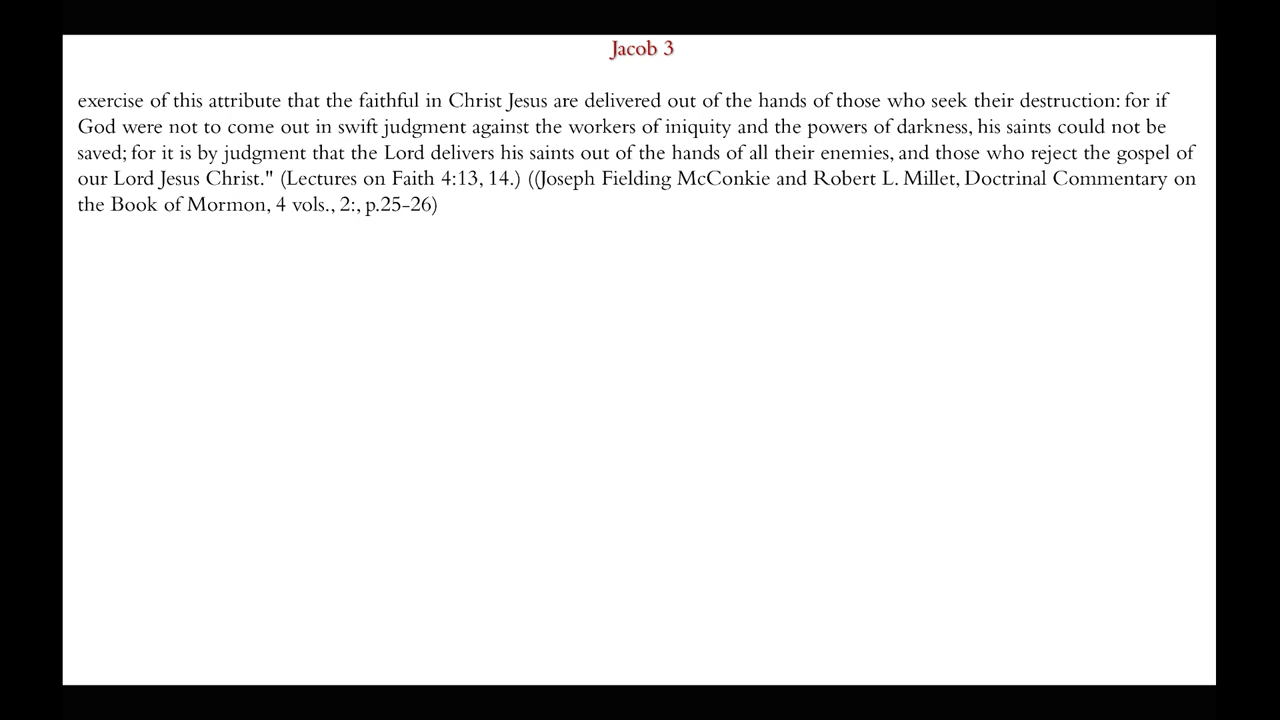 Jacob 3
exercise of this attribute that the faithful in Christ Jesus are delivered out of the hands of those who seek their destruction: for if
God were not to come out in swift judgment against the workers of iniquity and the powers of darkness, his saints could not be
saved; for it is by judgment that the Lord delivers his saints out of the hands of all their enemies, and those who reject the gospel of
our Lord Jesus Christ." (Lectures on Faith 4:13, 14.) ((Joseph Fielding McConkie and Robert L. Millet, Doctrinal Commentary on
the Book of Mormon, 4 vols., 2:, p.25-26)